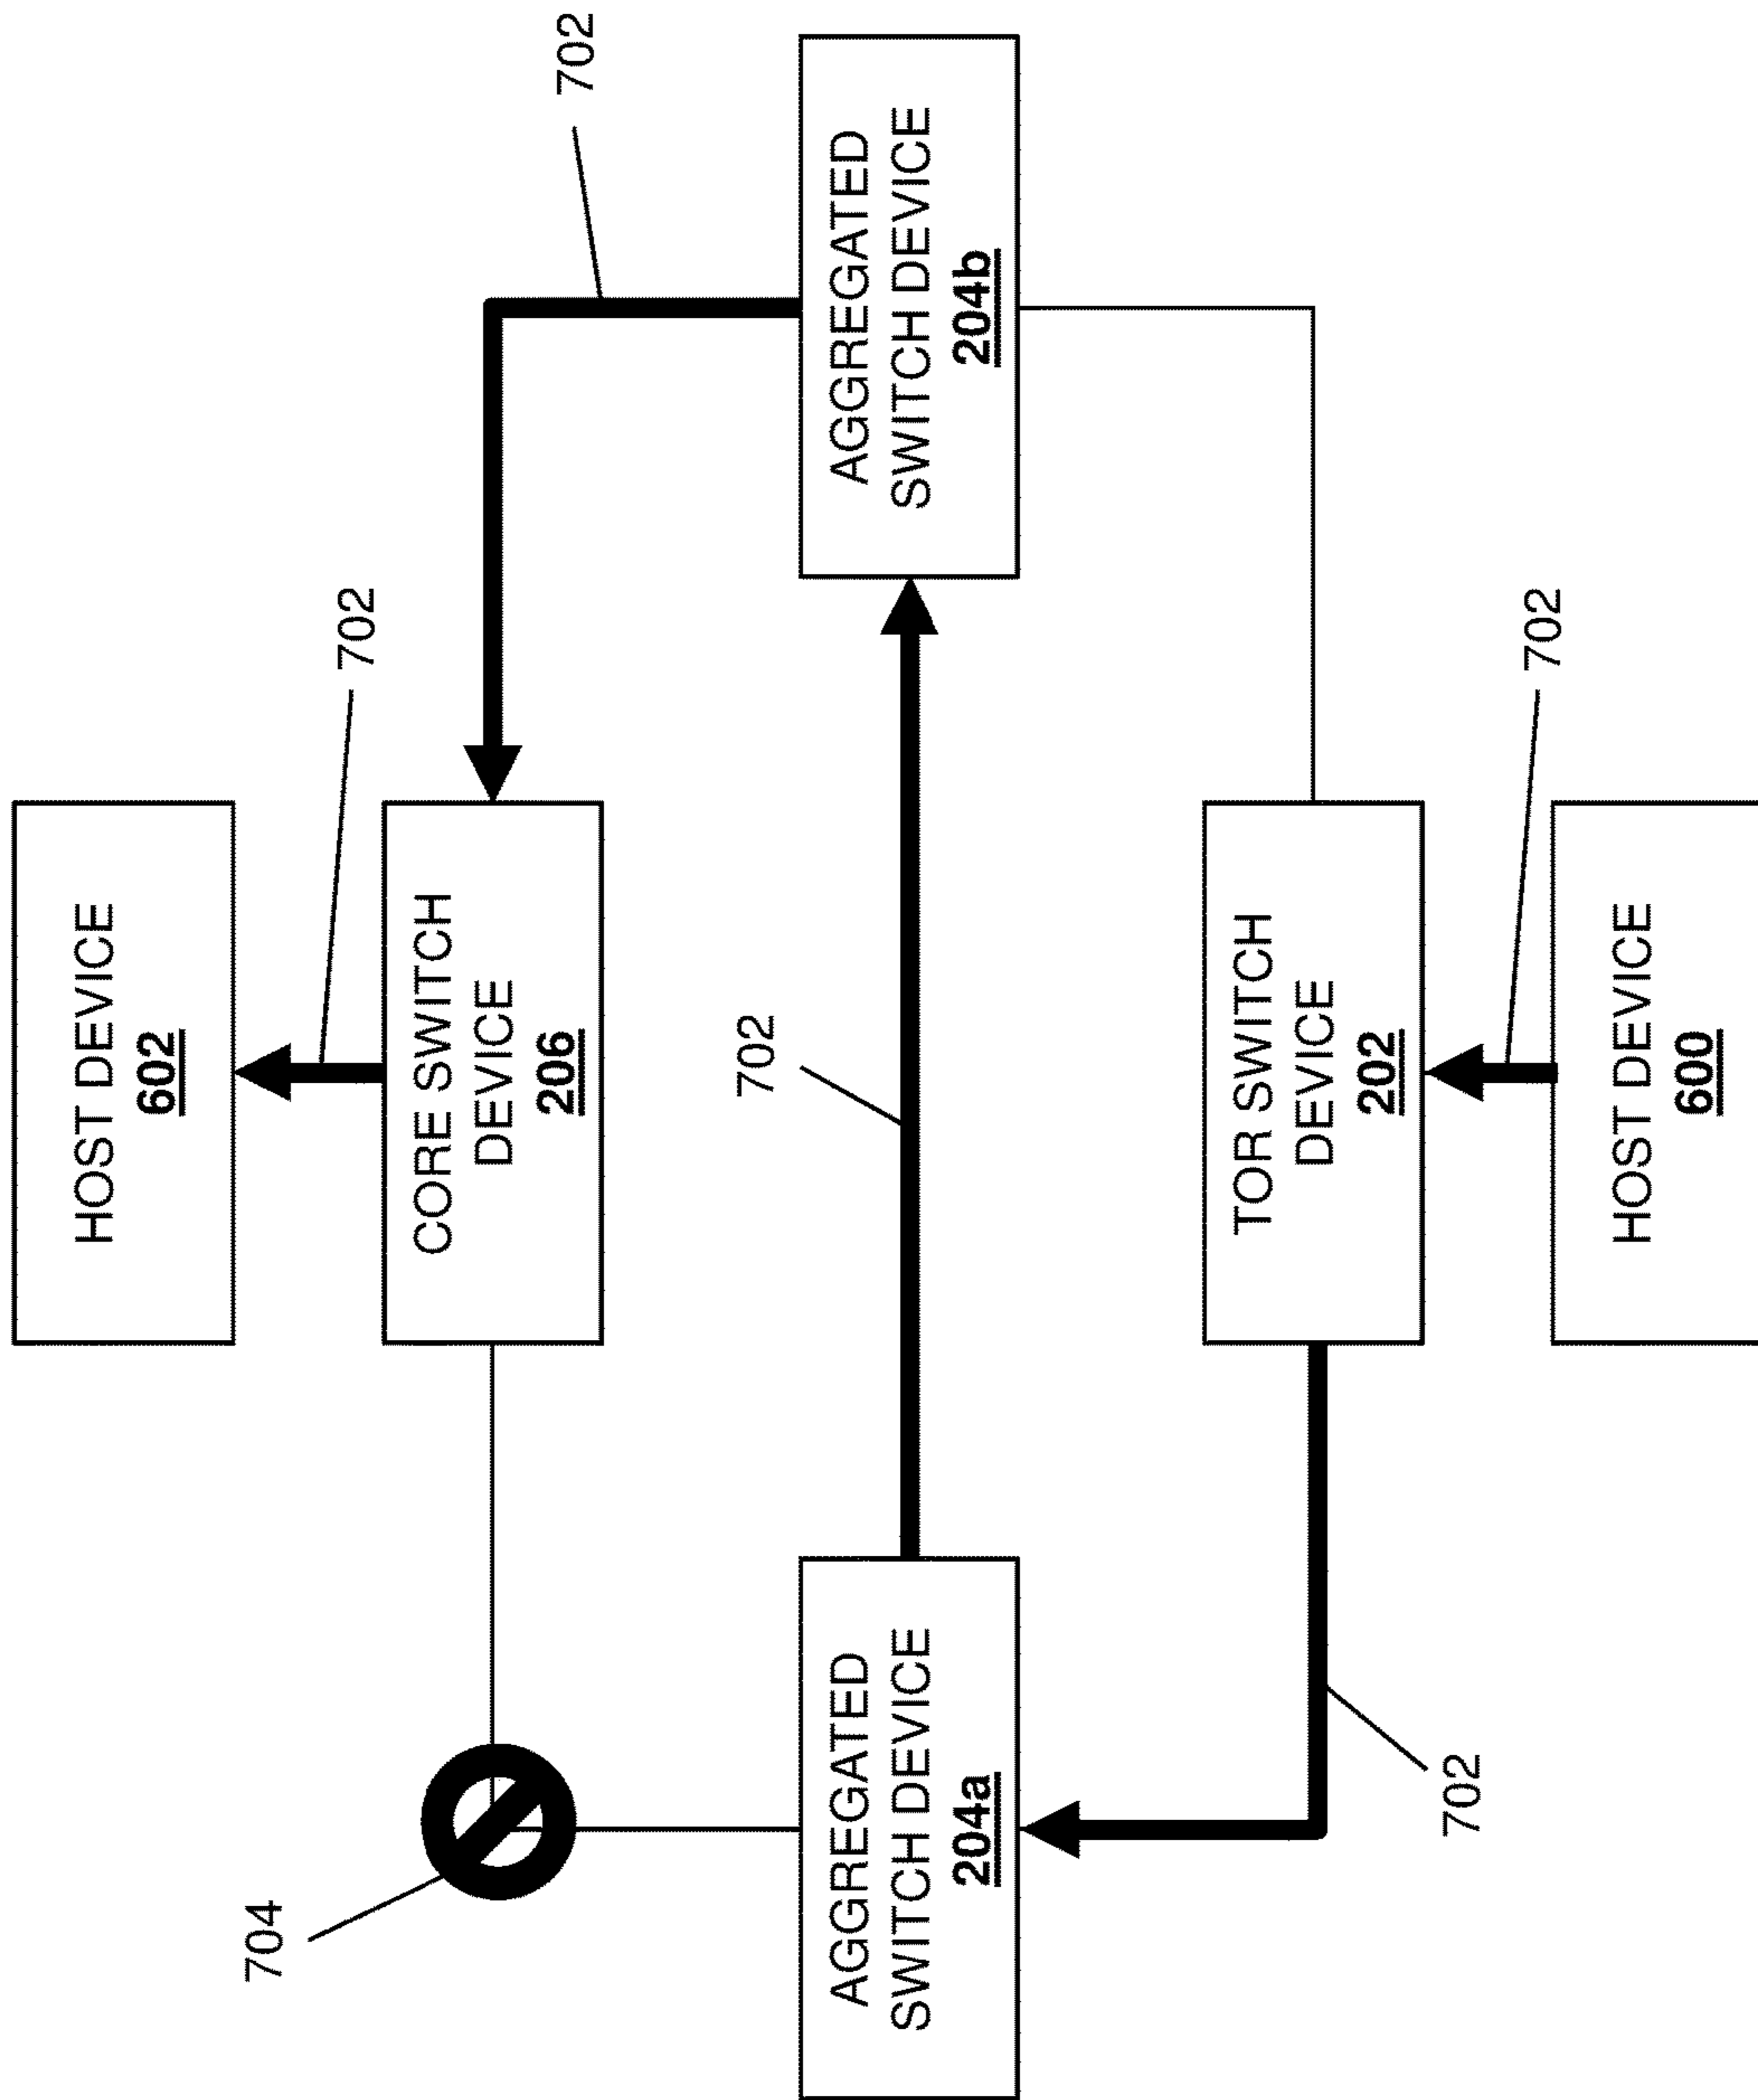 702
HOST DEVICE
602
702
CORE SWITCH
DEVICE
206
704
702
AGGREGATED
SWITCH DEVICE
204a
AGGREGATED
SWITCH DEVICE
204b
TOR SWITCH
DEVICE
202
702
702
HOST DEVICE
600